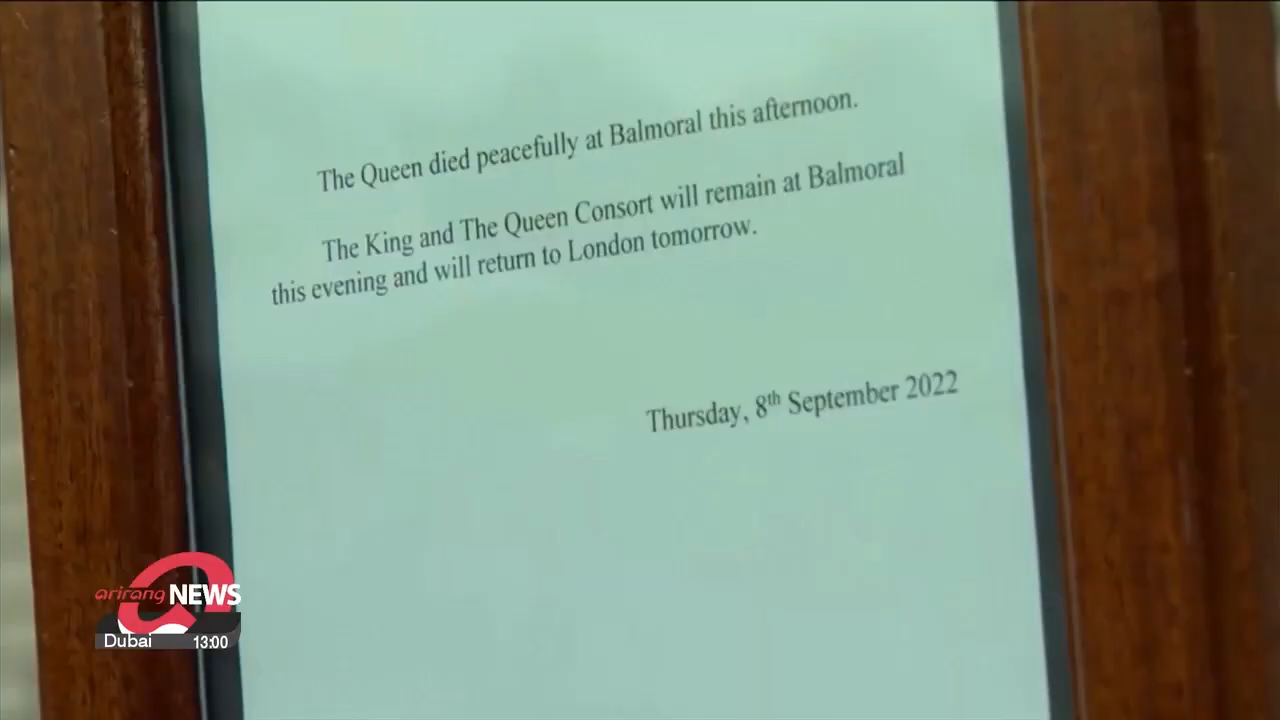 The Queen died peacefully at Balmoral this afternoon.
The King and The Queen Consort will remain at Balmoral
this evening and will return to London tomorrow.
Thursday, 8th September 2022
arirang NEWS
Dubai 13:00